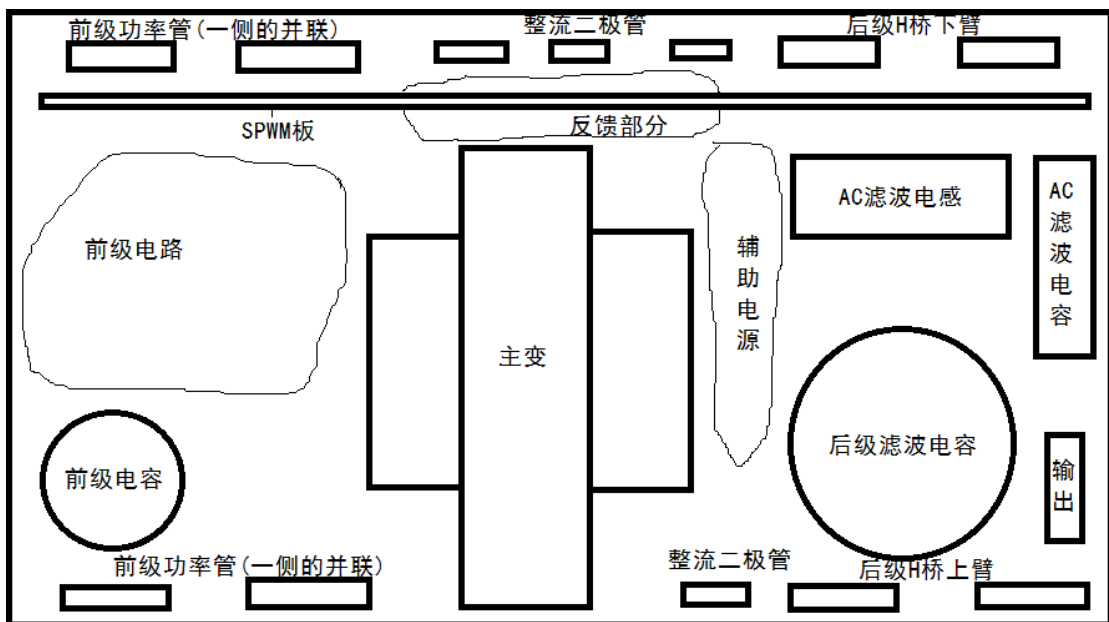 前级功率管(一侧的并联)
整流二极管
后级H桥下臂
SPWM板
反馈部分
前级电路
主变
辅助电源
AC滤波电感
AC滤波电容
前级电容
后级滤波电容
输出
前级功率管(一侧的并联)
整流二极管
后级H桥上臂